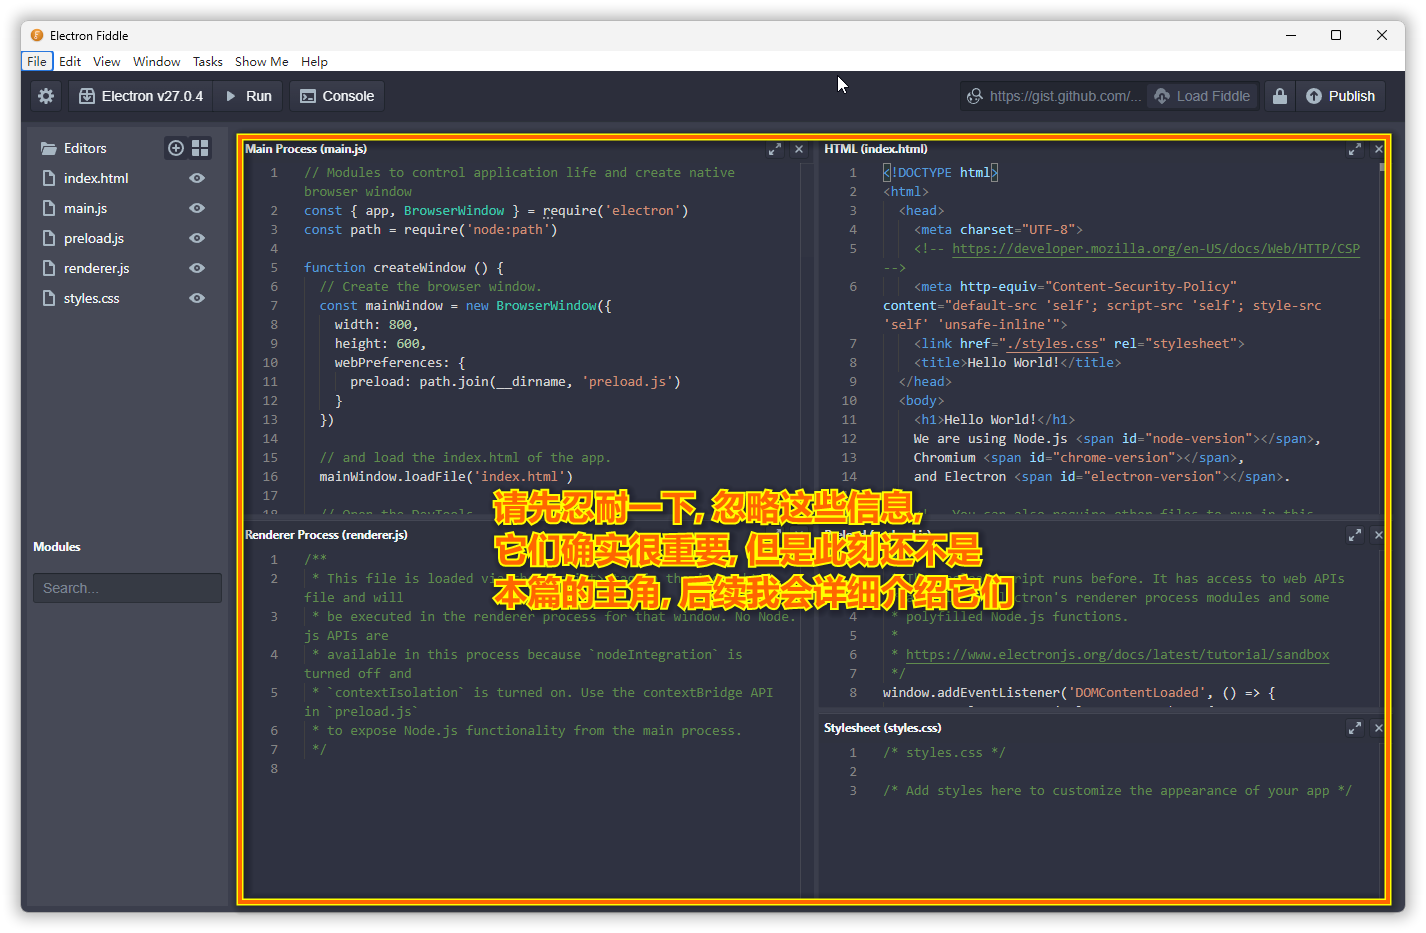 Electron Fiddle
File Edit View Window Tasks Show Me Help
Electron v27.0.4 Run Console https://gist.github.com/... Load Fiddle Publish
Editors
index.html
main.js
preload.js
renderer.js
styles.css
Modules
Search...
Main Process (main.js)
1 // Modules to control application life and create native
browser window
2 const { app, BrowserWindow } = require('electron')
3 const path = require('node:path')
4
5 function createWindow () {
6 // Create the browser window.
7 const mainWindow = new BrowserWindow({
8 width: 800,
9 height: 600,
10 webPreferences: {
11 preload: path.join(__dirname, 'preload.js')
12 }
13 })
14
15 // and load the index.html of the app.
16 mainWindow.loadFile('index.html')
17
18 // Open the DevTools
HTML (index.html)
1 <!DOCTYPE html>
2 <html>
3 <head>
4 <meta charset="UTF-8">
5 <!-- https://developer.mozilla.org/en-US/docs/Web/HTTP/CSP
-->
6 <meta http-equiv="Content-Security-Policy"
content="default-src 'self'; script-src 'self'; style-src
'self' 'unsafe-inline'">
7 <link href="./styles.css" rel="stylesheet">
8 <title>Hello World!</title>
9 </head>
10 <body>
11 <h1>Hello World!</h1>
12 We are using Node.js <span id="node-version"></span>,
13 Chromium <span id="chrome-version"></span>,
14 and Electron <span id="electron-version"></span>.
You can also require other files to run in this
请先忍耐一下, 忽略这些信息,
它们确实很重要, 但是此刻还不是
本篇的主角, 后续我会详细介绍它们
Renderer Process (renderer.js)
1 /**
2 * This file is loaded via
file and will
3 * be executed in the renderer process for that window. No Node.
js APIs are
4 * available in this process because `nodeIntegration` is
turned off and
5 * `contextIsolation` is turned on. Use the contextBridge API
in `preload.js`
6 * to expose Node.js functionality from the main process.
7 */
8
script runs before. It has access to web APIs
Electron's renderer process modules and some
4 * polyfilled Node.js functions.
5 *
6 * https://www.electronjs.org/docs/latest/tutorial/sandbox
7 */
8 window.addEventListener('DOMContentLoaded', () => {
Stylesheet (styles.css)
1 /* styles.css */
2
3 /* Add styles here to customize the appearance of your app */